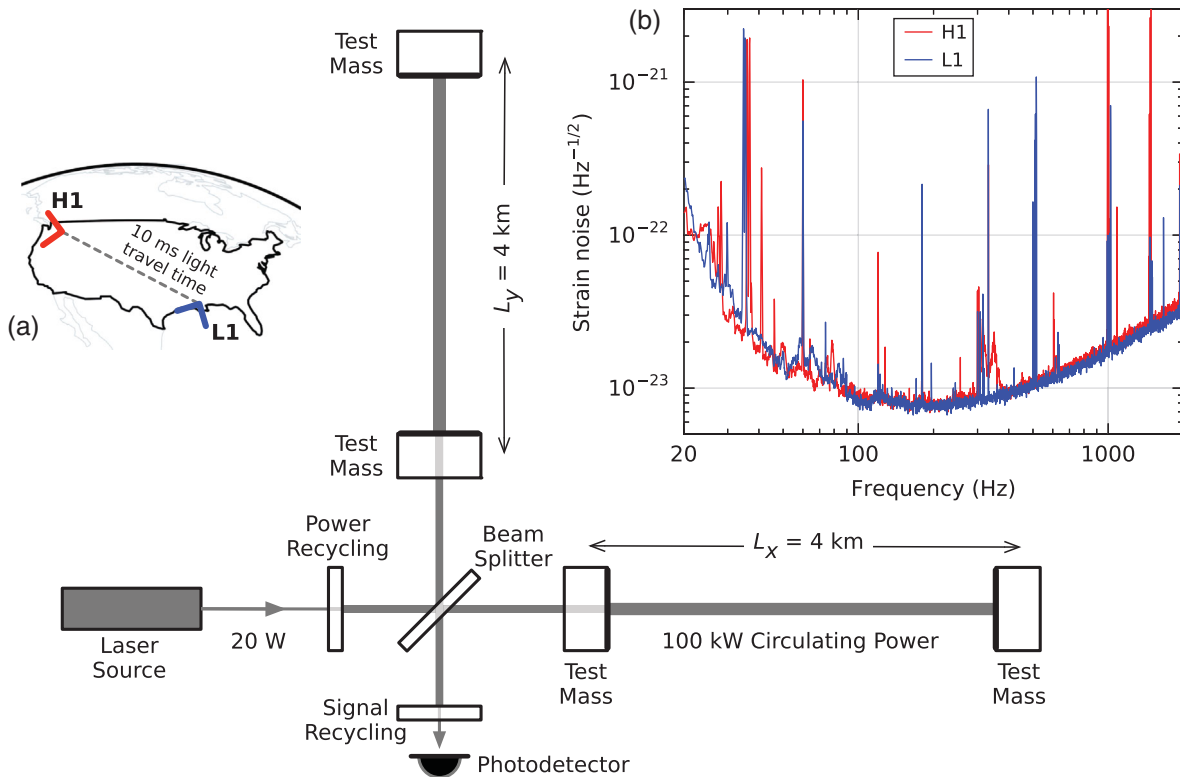 (a)
H1
10 ms light
travel time
L1
Test
Mass
L_y = 4 km
Test
Mass
Power
Recycling
Beam
Splitter
L_x = 4 km
Laser
Source
20 W
100 kW Circulating Power
Test
Mass
Test
Mass
Signal
Recycling
Photodetector
(b)
H1
L1
Strain noise (Hz^{-1/2})
10^{-21}
10^{-22}
10^{-23}
20
100
1000
Frequency (Hz)